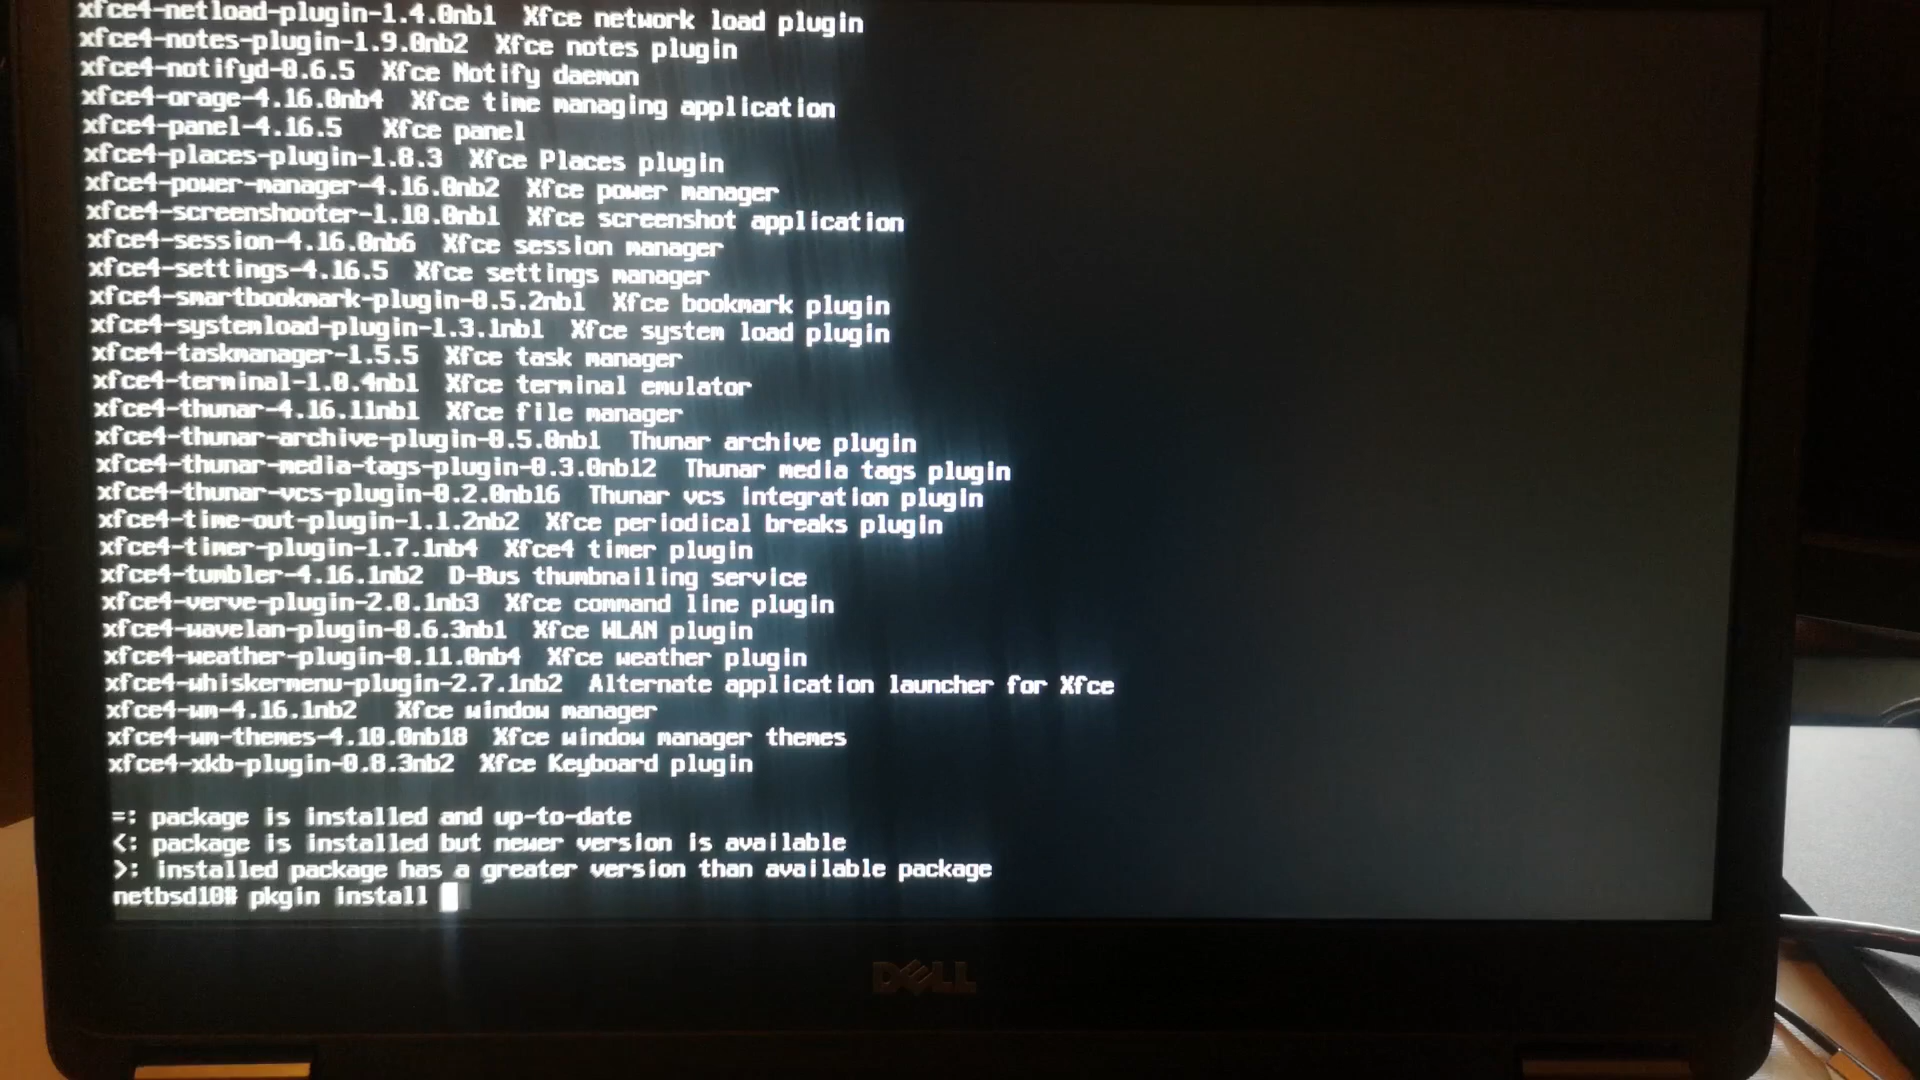 xfce4-netload-plugin-1.4.0nb1  Xfce network load plugin
xfce4-notes-plugin-1.9.0nb2  Xfce notes plugin
xfce4-notifyd-0.6.5  Xfce Notify daemon
xfce4-orage-4.16.0nb4  Xfce time managing application
xfce4-panel-4.16.5   Xfce panel
xfce4-places-plugin-1.8.3  Xfce Places plugin
xfce4-power-manager-4.16.0nb2  Xfce power manager
xfce4-screenshooter-1.10.0nb1  Xfce screenshot application
xfce4-session-4.16.0nb6  Xfce session manager
xfce4-settings-4.16.5  Xfce settings manager
xfce4-smartbookmark-plugin-0.5.2nb1  Xfce bookmark plugin
xfce4-systemload-plugin-1.3.1nb1  Xfce system load plugin
xfce4-taskmanager-1.5.5  Xfce task manager
xfce4-terminal-1.0.4nb1  Xfce terminal emulator
xfce4-thunar-4.16.11nb1  Xfce file manager
xfce4-thunar-archive-plugin-0.5.0nb1  Thunar archive plugin
xfce4-thunar-media-tags-plugin-0.3.0nb12  Thunar media tags plugin
xfce4-thunar-vcs-plugin-0.2.0nb16  Thunar vcs integration plugin
xfce4-time-out-plugin-1.1.2nb2  Xfce periodical breaks plugin
xfce4-timer-plugin-1.7.1nb4  Xfce4 timer plugin
xfce4-tumbler-4.16.1nb2  D-Bus thumbnailing service
xfce4-verve-plugin-2.0.1nb3  Xfce command line plugin
xfce4-wavelan-plugin-0.6.3nb1  Xfce WLAN plugin
xfce4-weather-plugin-0.11.0nb4  Xfce weather plugin
xfce4-whiskermenu-plugin-2.7.1nb2  Alternate application launcher for Xfce
xfce4-wm-4.16.1nb2   Xfce window manager
xfce4-wm-themes-4.10.0nb18  Xfce window manager themes
xfce4-xkb-plugin-0.8.3nb2  Xfce Keyboard plugin
=: package is installed and up-to-date
<: package is installed but newer version is available
>: installed package has a greater version than available package
netbsd10# pkgin install
DELL